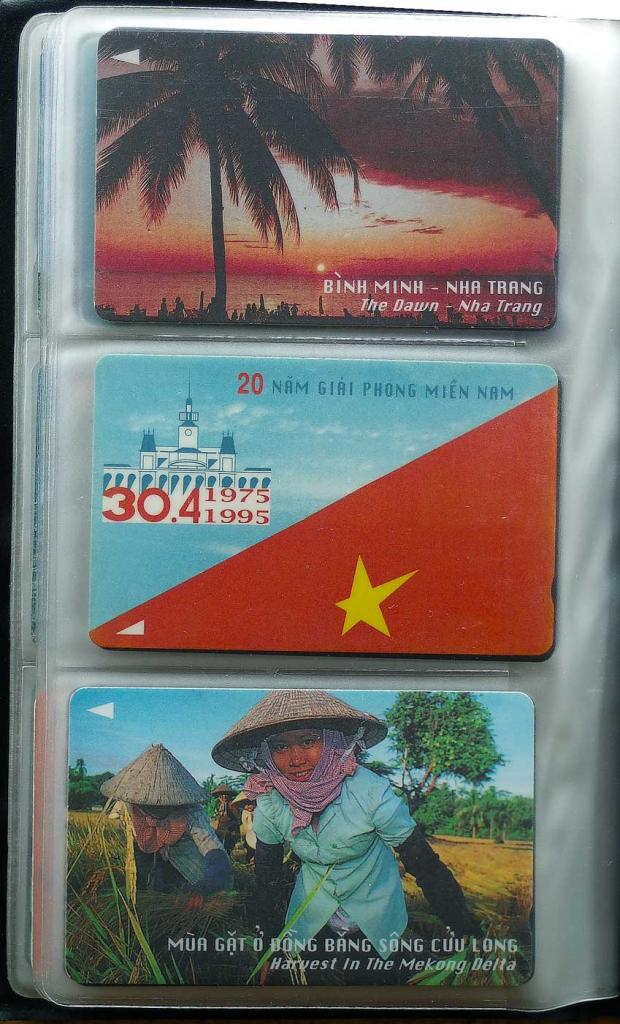 BÌNH MINH - NHA TRANG
The Dawn - Nha Trang
20 NĂM GIẢI PHÓNG MIỀN NAM
30.4 1975
1995
MÙA GẶT Ở ĐỒNG BẰNG SÔNG CỬU LONG
Harvest In The Mekong Delta